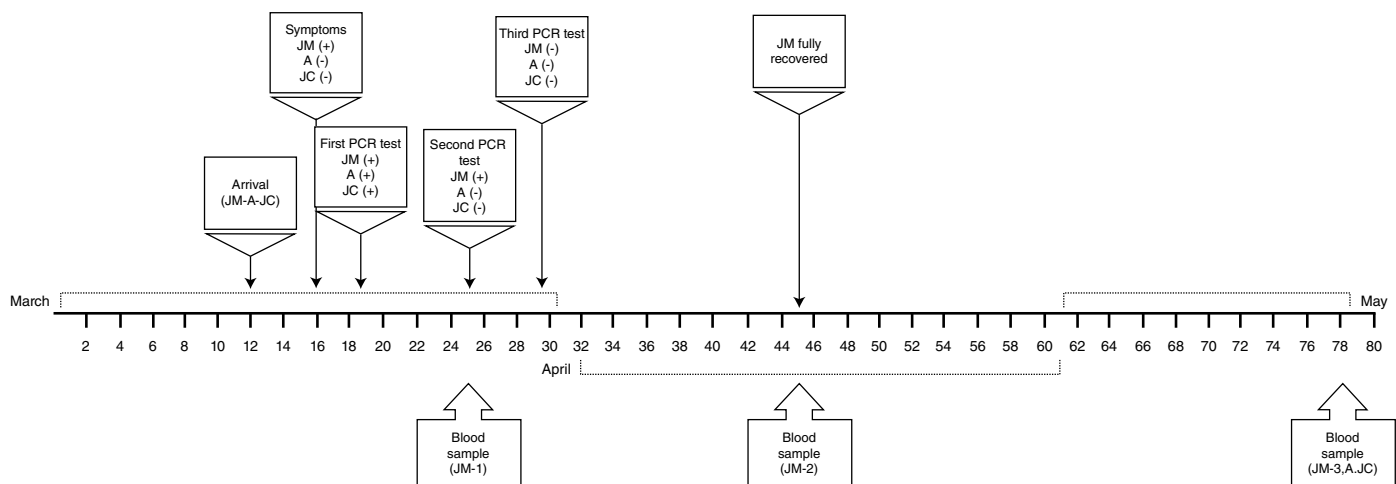 Symptoms
JM (+)
A (-)
JC (-)
Third PCR test
JM (-)
A (-)
JC (-)
JM fully
recovered
First PCR test
JM (+)
A (+)
JC (+)
Second PCR
test
JM (+)
A (-)
JC (-)
Arrival
(JM-A-JC)
March
May
2 4 6 8 10 12 14 16 18 20 22 24 26 28 30 32 34 36 38 40 42 44 46 48 50 52 54 56 58 60 62 64 66 68 70 72 74 76 78 80
April
Blood
sample
(JM-1)
Blood
sample
(JM-2)
Blood
sample
(JM-3,A.JC)